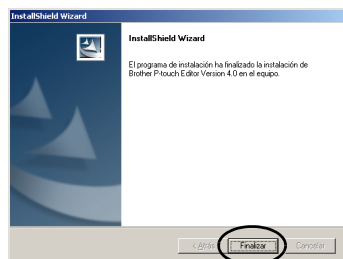 InstallShield Wizard
InstallShield Wizard
El programa de instalación ha finalizado la instalación de
Brother P-touch Editor Version 4.0 en el equipo.
< Atrás Finalizar Cancelar